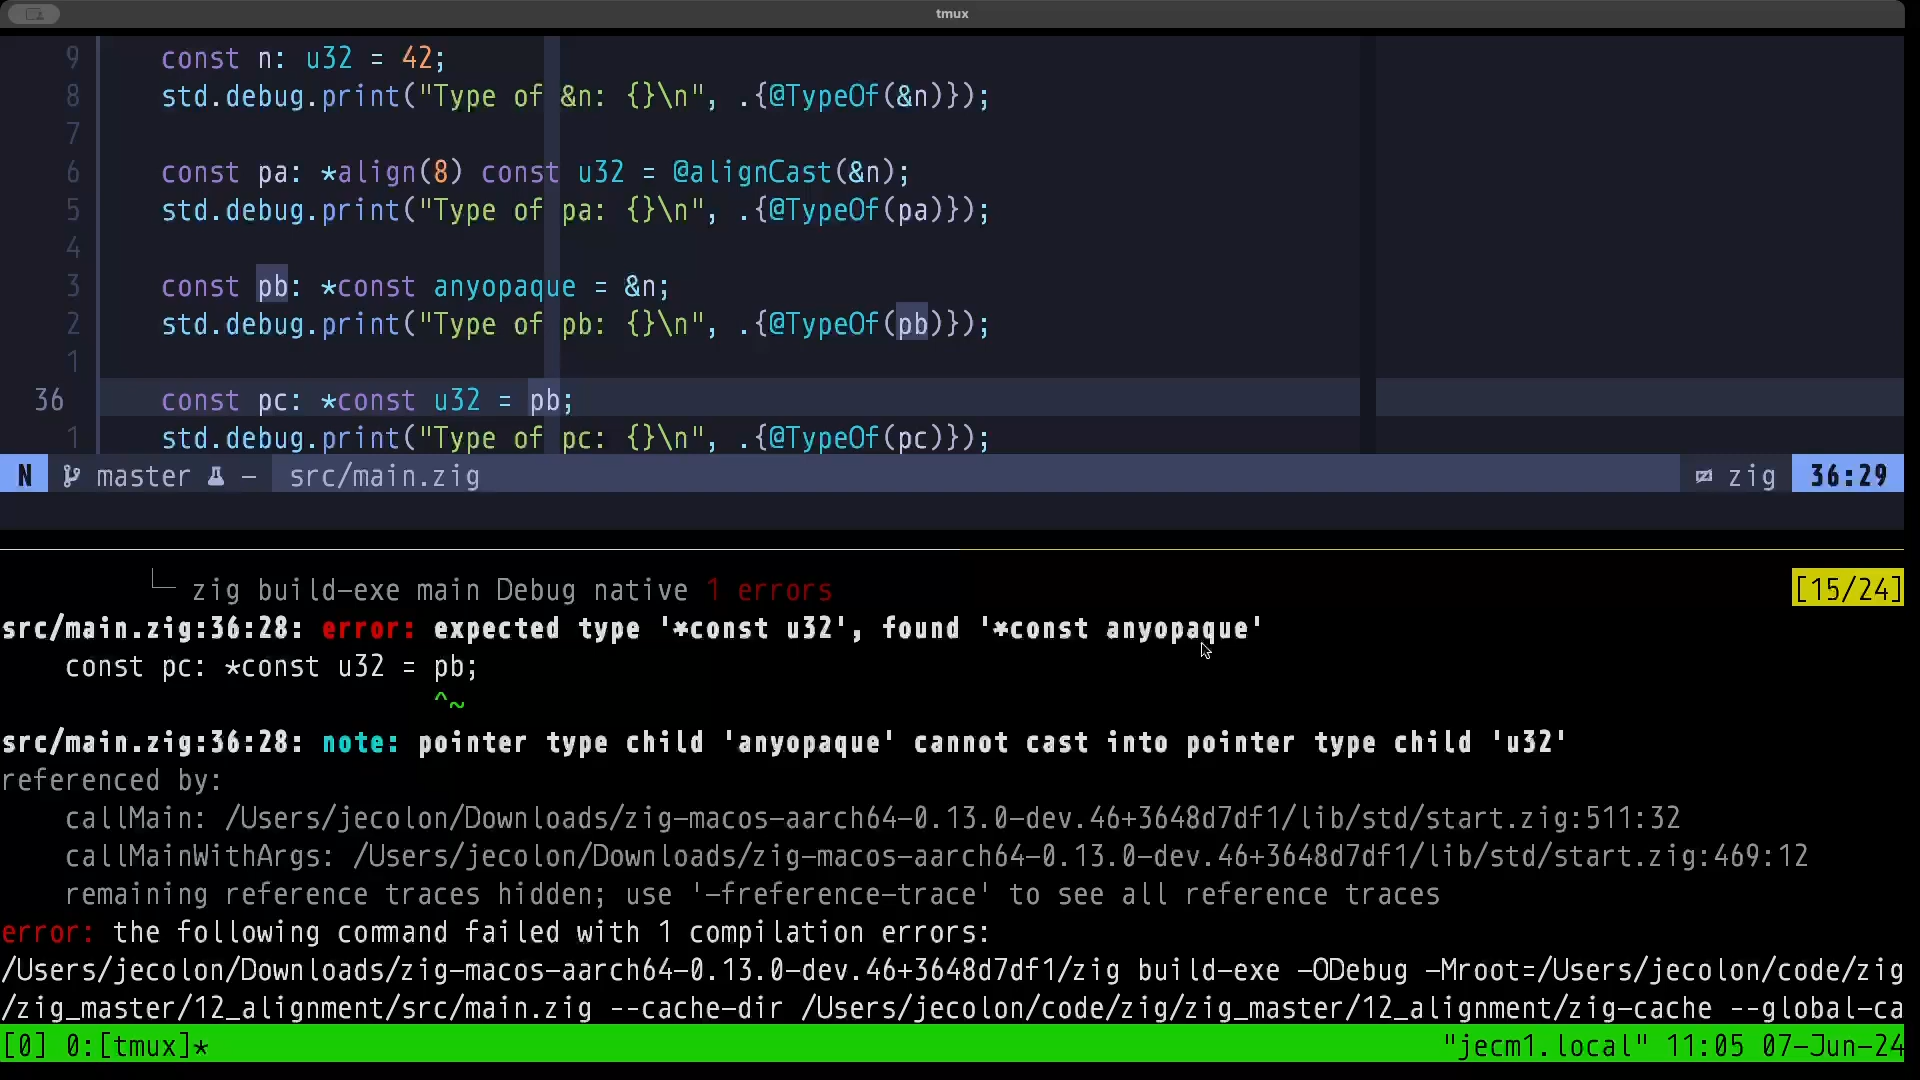 tmux
9 const n: u32 = 42;
8 std.debug.print("Type of &n: {}\n", .{@TypeOf(&n)});
7
6 const pa: *align(8) const u32 = @alignCast(&n);
5 std.debug.print("Type of pa: {}\n", .{@TypeOf(pa)});
4
3 const pb: *const anyopaque = &n;
2 std.debug.print("Type of pb: {}\n", .{@TypeOf(pb)});
1
36 const pc: *const u32 = pb;
1 std.debug.print("Type of pc: {}\n", .{@TypeOf(pc)});
N master – src/main.zig zig 36:29
└─ zig build-exe main Debug native 1 errors [15/24]
src/main.zig:36:28: error: expected type '*const u32', found '*const anyopaque'
const pc: *const u32 = pb;
^~
src/main.zig:36:28: note: pointer type child 'anyopaque' cannot cast into pointer type child 'u32'
referenced by:
callMain: /Users/jecolon/Downloads/zig-macos-aarch64-0.13.0-dev.46+3648d7df1/lib/std/start.zig:511:32
callMainWithArgs: /Users/jecolon/Downloads/zig-macos-aarch64-0.13.0-dev.46+3648d7df1/lib/std/start.zig:469:12
remaining reference traces hidden; use '-freference-trace' to see all reference traces
error: the following command failed with 1 compilation errors:
/Users/jecolon/Downloads/zig-macos-aarch64-0.13.0-dev.46+3648d7df1/zig build-exe -ODebug -Mroot=/Users/jecolon/code/zig
/zig_master/12_alignment/src/main.zig --cache-dir /Users/jecolon/code/zig/zig_master/12_alignment/zig-cache --global-ca
[0] 0:[tmux]* "jecm1.local" 11:05 07-Jun-24